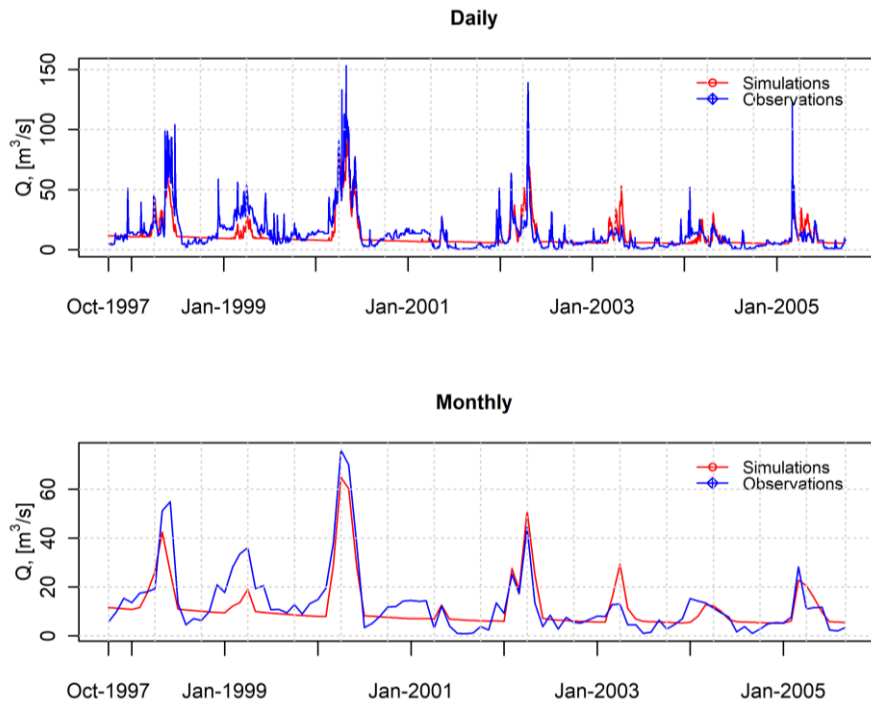 Daily
Q, [m³/s]
150
100
50
0
Simulations
Observations
Oct-1997 Jan-1999 Jan-2001 Jan-2003 Jan-2005
Monthly
Q, [m³/s]
60
40
20
0
Simulations
Observations
Oct-1997 Jan-1999 Jan-2001 Jan-2003 Jan-2005